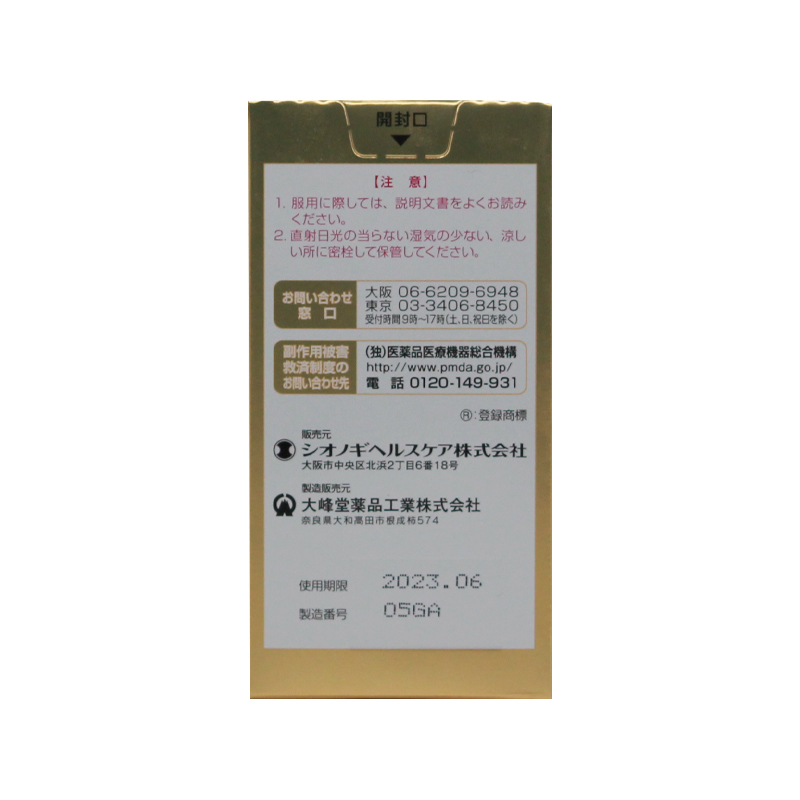 開封口
【注 意】
1. 服用に際しては、説明文書をよくお読み
ください。
2. 直射日光の当らない湿気の少ない、涼し
い所に密栓して保管してください。
お問い合わせ
窓口
大阪 06-6209-6948
東京 03-3406-8450
受付時間9時〜17時(土、日、祝日を除く)
副作用被害
救済制度の
お問い合わせ先
(独)医薬品医療機器総合機構
http://www.pmda.go.jp/
電話 0120-149-931
Ⓡ:登録商標
販売元
シオノギヘルスケア株式会社
大阪市中央区北浜2丁目6番18号
製造販売元
大峰堂薬品工業株式会社
奈良県大和高田市根成柿574
使用期限 2023.06
製造番号 05GA